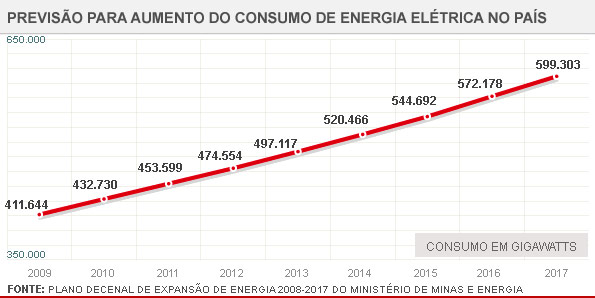 PREVISÃO PARA AUMENTO DO CONSUMO DE ENERGIA ELÉTRICA NO PAÍS
650.000
599.303
572.178
544.692
520.466
497.117
474.554
453.599
432.730
411.644
CONSUMO EM GIGAWATTS
350.000
2009 2010 2011 2012 2013 2014 2015 2016 2017
FONTE: PLANO DECENAL DE EXPANSÃO DE ENERGIA 2008-2017 DO MINISTÉRIO DE MINAS E ENERGIA